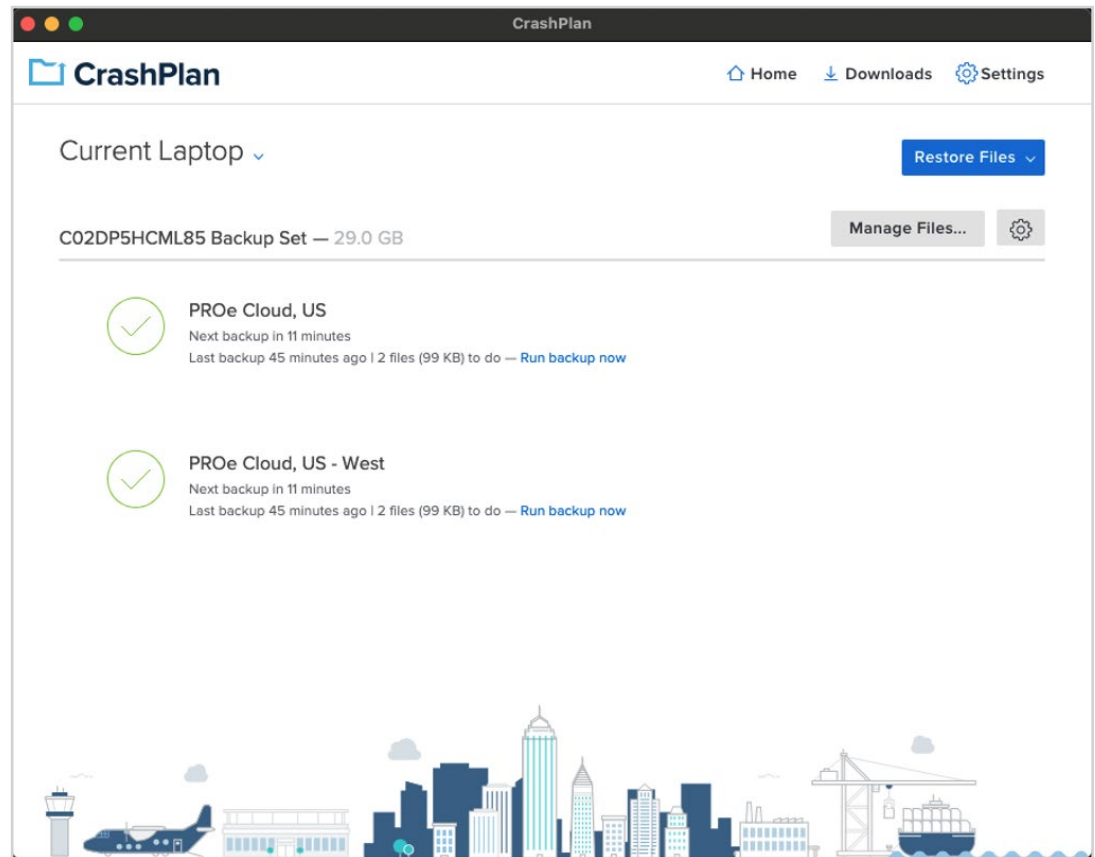 CrashPlan
CrashPlan
Home
Downloads
Settings
Current Laptop
Restore Files
C02DP5HCML85 Backup Set — 29.0 GB
Manage Files...
PROe Cloud, US
Next backup in 11 minutes
Last backup 45 minutes ago | 2 files (99 KB) to do — Run backup now
PROe Cloud, US - West
Next backup in 11 minutes
Last backup 45 minutes ago | 2 files (99 KB) to do — Run backup now